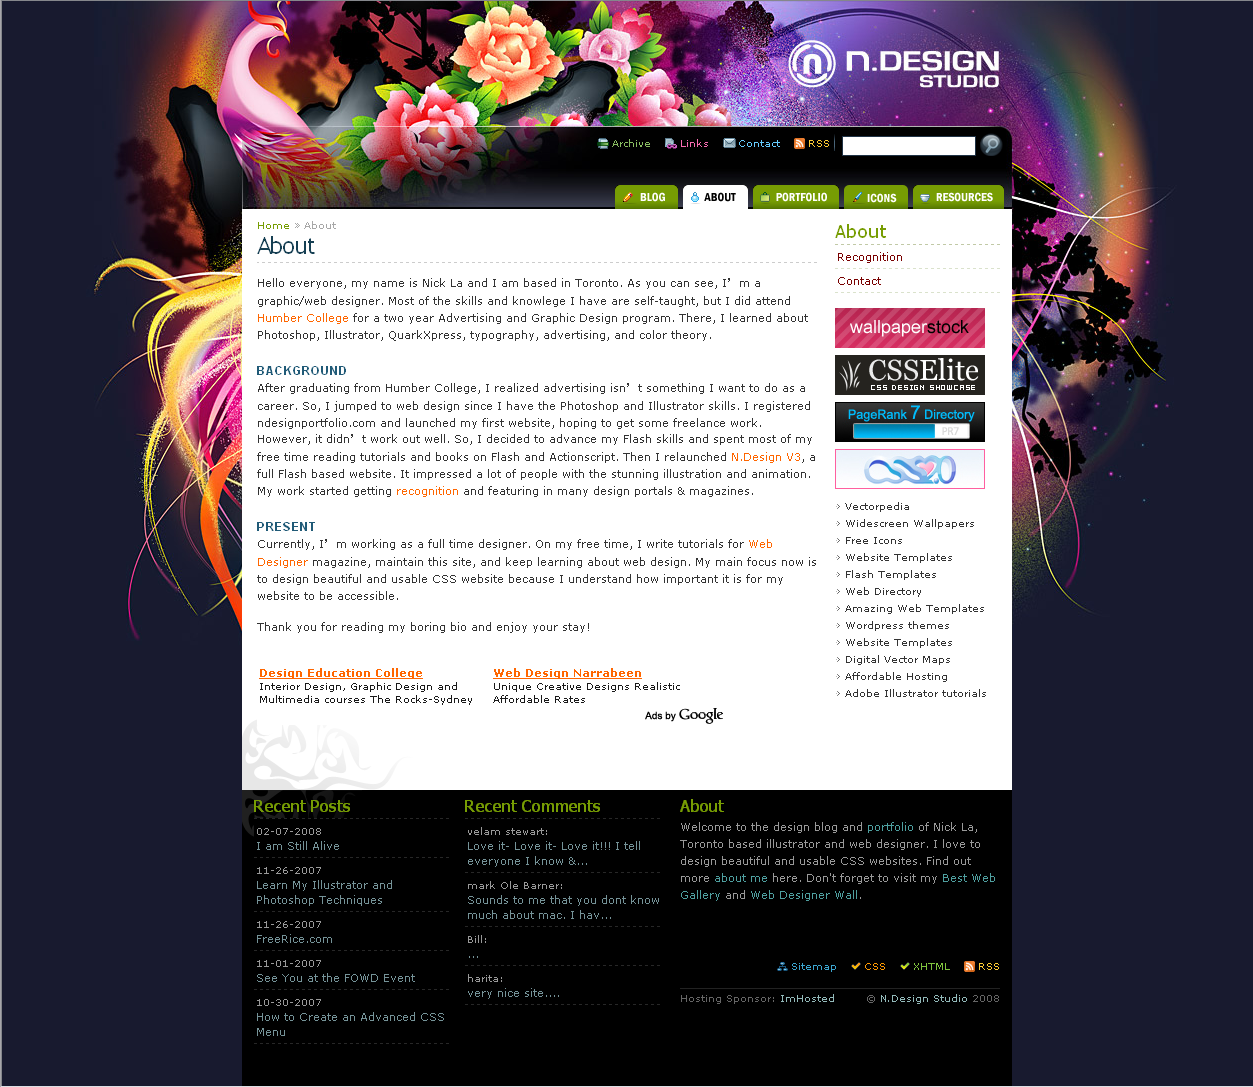 n.DESIGN
STUDIO
Archive Links Contact RSS
BLOG ABOUT PORTFOLIO ICONS RESOURCES
Home » About
About
Hello everyone, my name is Nick La and I am based in Toronto. As you can see, I’m a
graphic/web designer. Most of the skills and knowlege I have are self-taught, but I did attend
Humber College for a two year Advertising and Graphic Design program. There, I learned about
Photoshop, Illustrator, QuarkXpress, typography, advertising, and color theory.
BACKGROUND
After graduating from Humber College, I realized advertising isn’t something I want to do as a
career. So, I jumped to web design since I have the Photoshop and Illustrator skills. I registered
ndesignportfolio.com and launched my first website, hoping to get some freelance work.
However, it didn’t work out well. So, I decided to advance my Flash skills and spent most of my
free time reading tutorials and books on Flash and Actionscript. Then I relaunched N.Design V3, a
full Flash based website. It impressed a lot of people with the stunning illustration and animation.
My work started getting recognition and featuring in many design portals & magazines.
PRESENT
Currently, I’m working as a full time designer. On my free time, I write tutorials for Web
Designer magazine, maintain this site, and keep learning about web design. My main focus now is
to design beautiful and usable CSS website because I understand how important it is for my
website to be accessible.
Thank you for reading my boring bio and enjoy your stay!
Design Education College
Interior Design, Graphic Design and
Multimedia courses The Rocks-Sydney
Web Design Narrabeen
Unique Creative Designs Realistic
Affordable Rates
Ads by Google
About
Recognition
Contact
wallpaperstock
CSSElite
CSS DESIGN SHOWCASE
PageRank 7 Directory
PR7
Vectorpedia
Widescreen Wallpapers
Free Icons
Website Templates
Flash Templates
Web Directory
Amazing Web Templates
Wordpress themes
Website Templates
Digital Vector Maps
Affordable Hosting
Adobe Illustrator tutorials
Recent Posts
02-07-2008
I am Still Alive
11-26-2007
Learn My Illustrator and
Photoshop Techniques
11-26-2007
FreeRice.com
11-01-2007
See You at the FOWD Event
10-30-2007
How to Create an Advanced CSS
Menu
Recent Comments
velam stewart:
Love it- Love it- Love it!!! I tell
everyone I know &...
mark Ole Barner:
Sounds to me that you dont know
much about mac. I hav...
Bill:
...
harita:
very nice site....
About
Welcome to the design blog and portfolio of Nick La,
Toronto based illustrator and web designer. I love to
design beautiful and usable CSS websites. Find out
more about me here. Don't forget to visit my Best Web
Gallery and Web Designer Wall.
Sitemap CSS XHTML RSS
Hosting Sponsor: ImHosted © N.Design Studio 2008